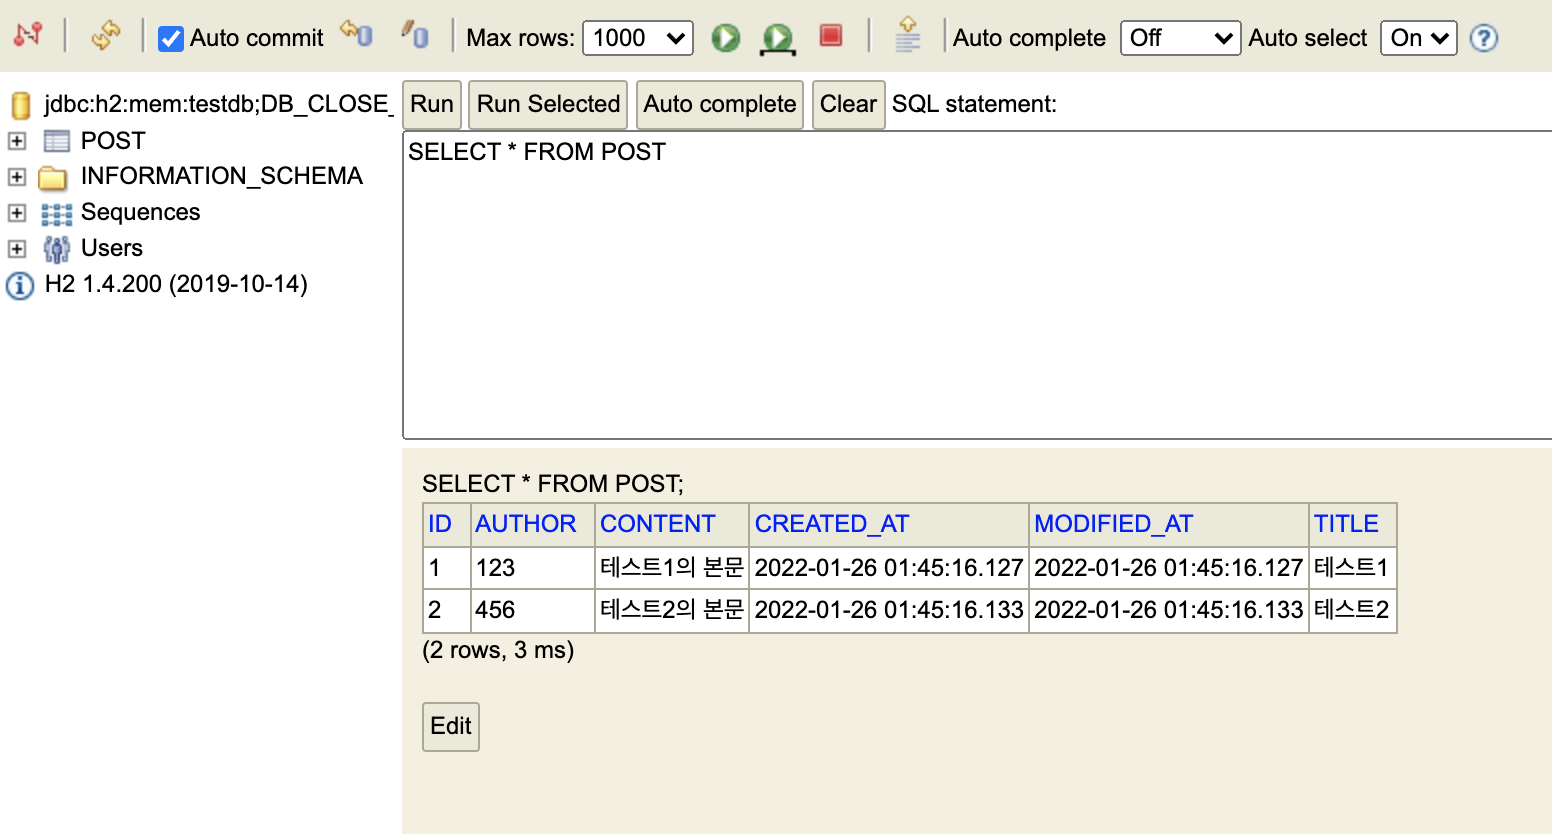 Auto commit Max rows: 1000 Auto complete Off Auto select On
jdbc:h2:mem:testdb;DB_CLOSE_
POST
INFORMATION_SCHEMA
Sequences
Users
H2 1.4.200 (2019-10-14)
Run Run Selected Auto complete Clear SQL statement:
SELECT * FROM POST
SELECT * FROM POST;
ID AUTHOR CONTENT CREATED_AT MODIFIED_AT TITLE
1 123 테스트1의 본문 2022-01-26 01:45:16.127 2022-01-26 01:45:16.127 테스트1
2 456 테스트2의 본문 2022-01-26 01:45:16.133 2022-01-26 01:45:16.133 테스트2
(2 rows, 3 ms)
Edit